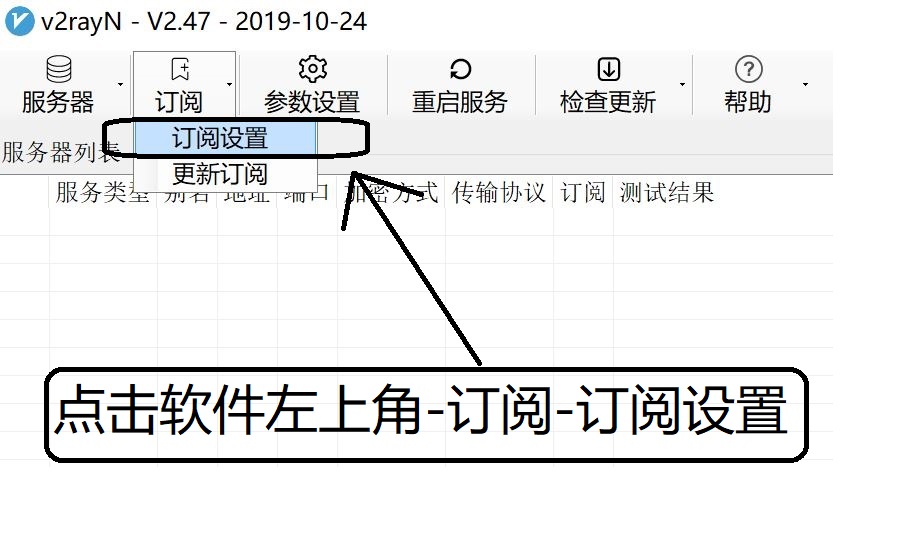 v2rayN - V2.47 - 2019-10-24
服务器 订阅 参数设置 重启服务 检查更新 帮助
订阅设置
服务器列表
更新订阅
服务类型 别名 地址 端口 加密方式 传输协议 订阅 测试结果
点击软件左上角-订阅-订阅设置